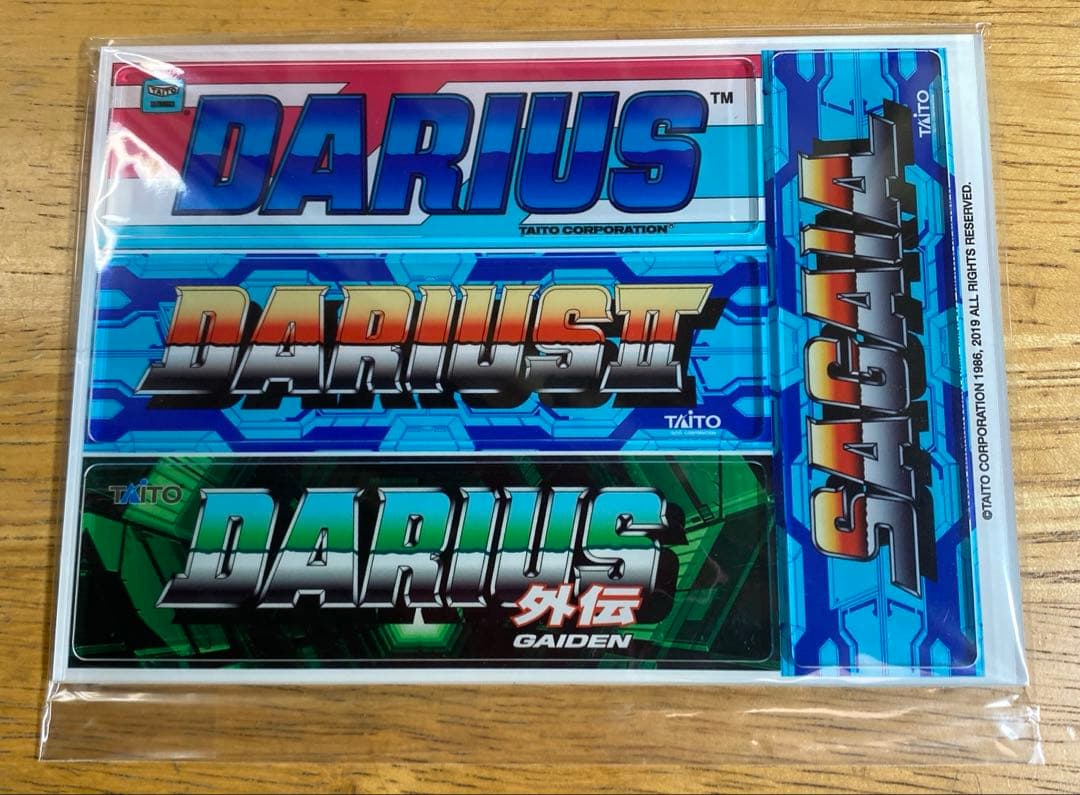 TAITO
DARIUS™
TAITO CORPORATION
DARIUS II
TAITO
TAITO
DARIUS
外伝
GAIDEN
SAGAIA
TAITO
©TAITO CORPORATION 1986, 2019 ALL RIGHTS RESERVED.